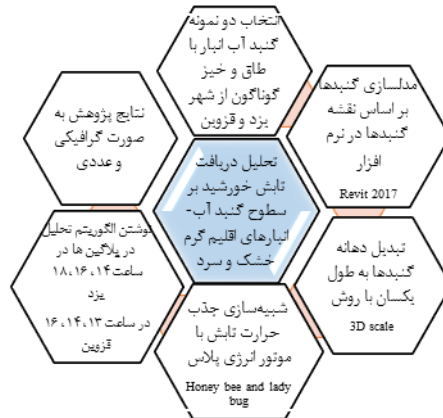 انتخاب دو نمونه
گنبد آب انبار با
طاق و خیز
گوناگون از شهر
یزد و قزوین
مدلسازی گنبدها
بر اساس نقشه
گنبدها در نرم
افزار
Revit 2017
تبدیل دهانه
گنبدها به طول
یکسان با روش
3D scale
شبیه‌سازی جذب
حرارت تابش با
موتور انرژی پلاس
Honey bee and lady
bug
نوشتن الگوریتم تحلیل
در پلاگین ها در
ساعت ۱۴، ۱۶، ۱۸
یزد
در ساعت ۱۳، ۱۴، ۱۶
قزوین
نتایج پژوهش به
صورت گرافیکی
و عددی
تحلیل دریافت
تابش خورشید بر
سطوح گنبد آب-
انبارهای اقلیم گرم
خشک و سرد